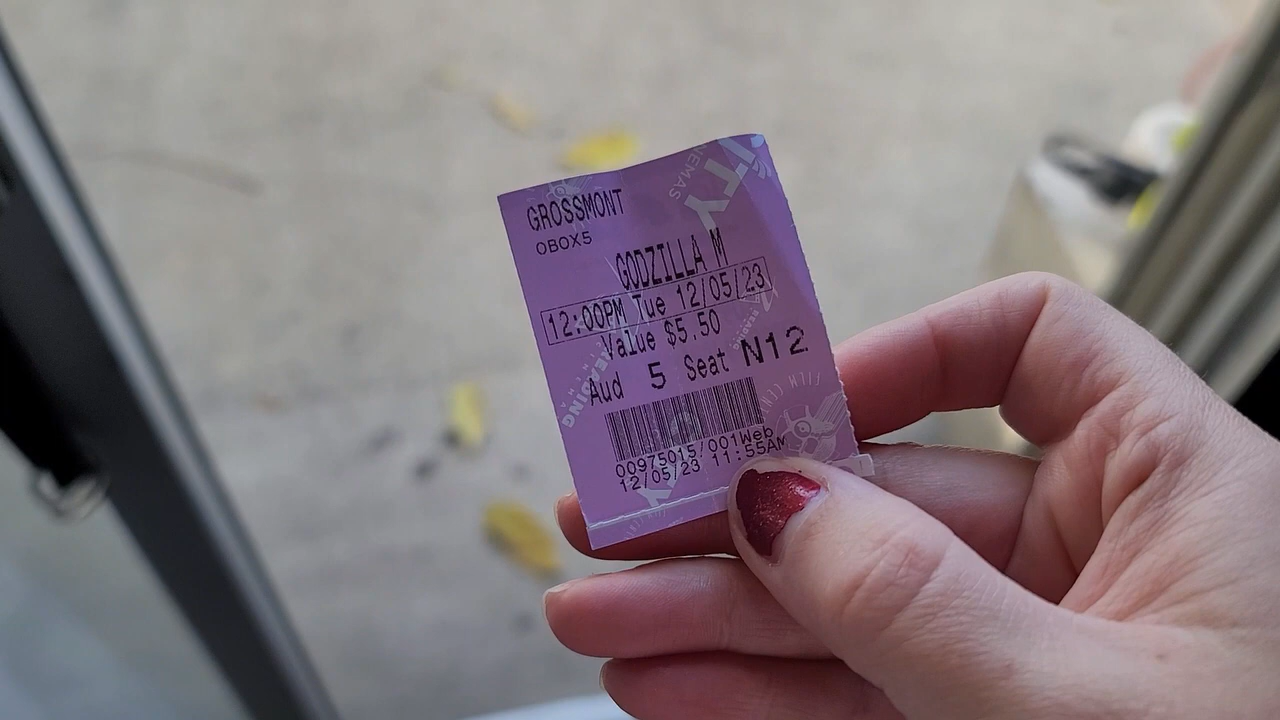 GROSSMONT
OBOX5
GODZILLA M
12:00PM Tue 12/05/23
Value $5.50
Aud 5 Seat N12
00975015/001Web
12/05/23 11:55AM
READING